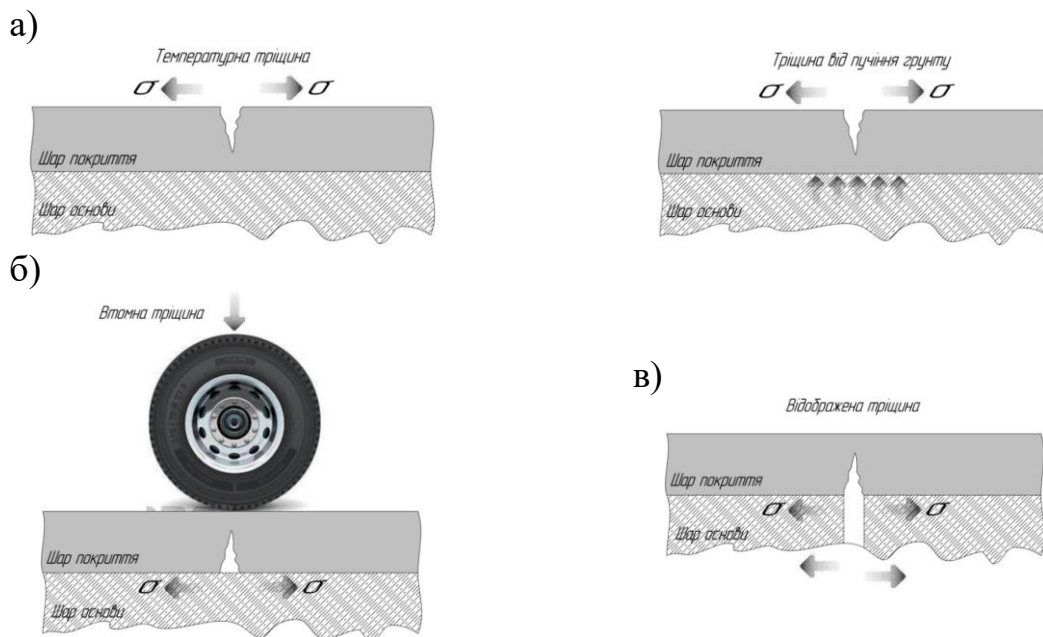 а)
Температурна тріщина
σ σ
Шар покриття
Шар основи
Тріщина від пучіння грунту
σ σ
Шар покриття
Шар основи
б)
Втомна тріщина
Шар покриття
σ σ
Шар основи
в)
Відображена тріщина
Шар покриття
σ σ
Шар основи